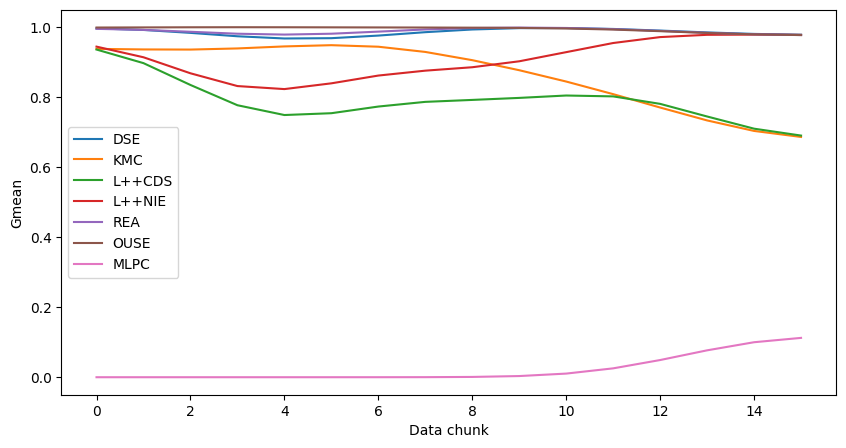 1.0
0.8
0.6
0.4
0.2
0.0
Gmean
DSE
KMC
L++CDS
L++NIE
REA
OUSE
MLPC
0 2 4 6 8 10 12 14
Data chunk